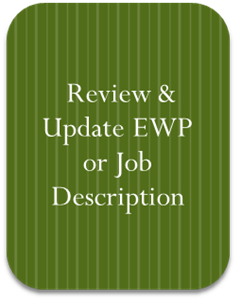 Review &
Update EWP
or Job
Description